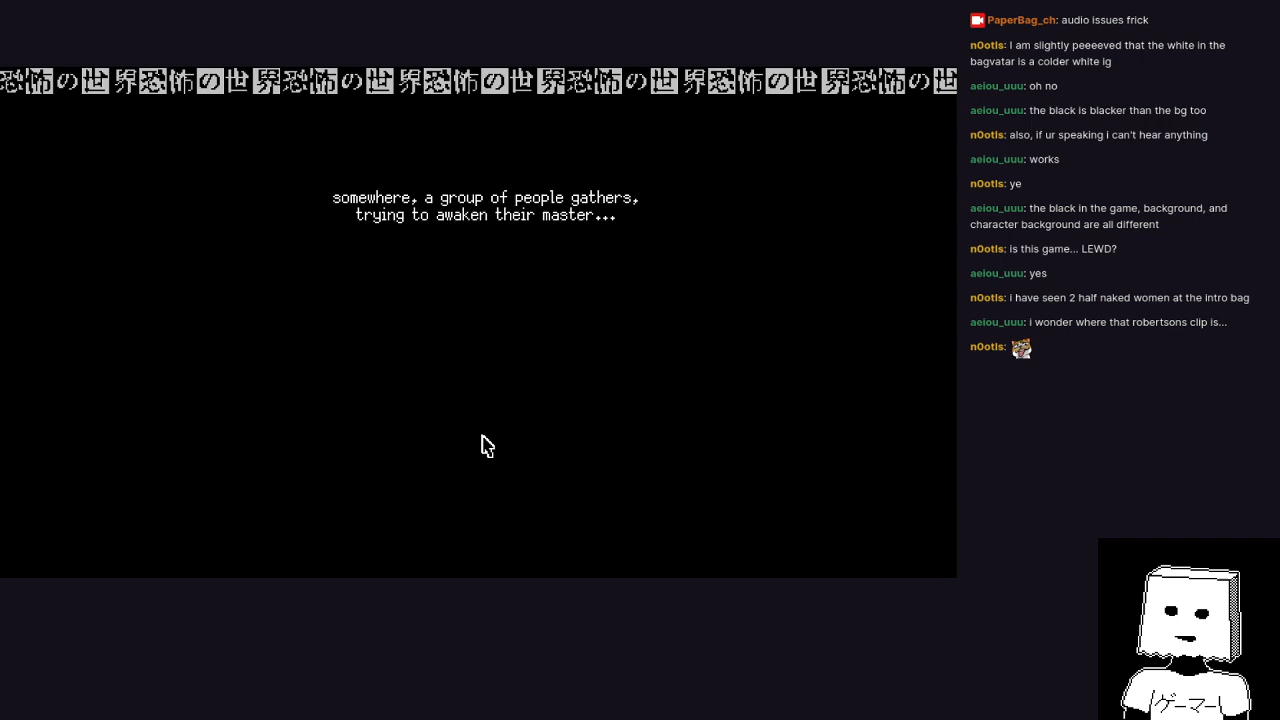 恐怖の世界恐怖の世界恐怖の世界恐怖の世界恐怖の世界恐怖の世界恐怖の世
somewhere, a group of people gathers,
trying to awaken their master...
PaperBag_ch: audio issues frick
n0otls: I am slightly peeeeved that the white in the
bagvatar is a colder white ig
aeiou_uuu: oh no
aeiou_uuu: the black is blacker than the bg too
n0otls: also, if ur speaking i can't hear anything
aeiou_uuu: works
n0otls: ye
aeiou_uuu: the black in the game, background, and
character background are all different
n0otls: is this game... LEWD?
aeiou_uuu: yes
n0otls: i have seen 2 half naked women at the intro bag
aeiou_uuu: i wonder where that robertsons clip is...
n0otls:
ゲーマー